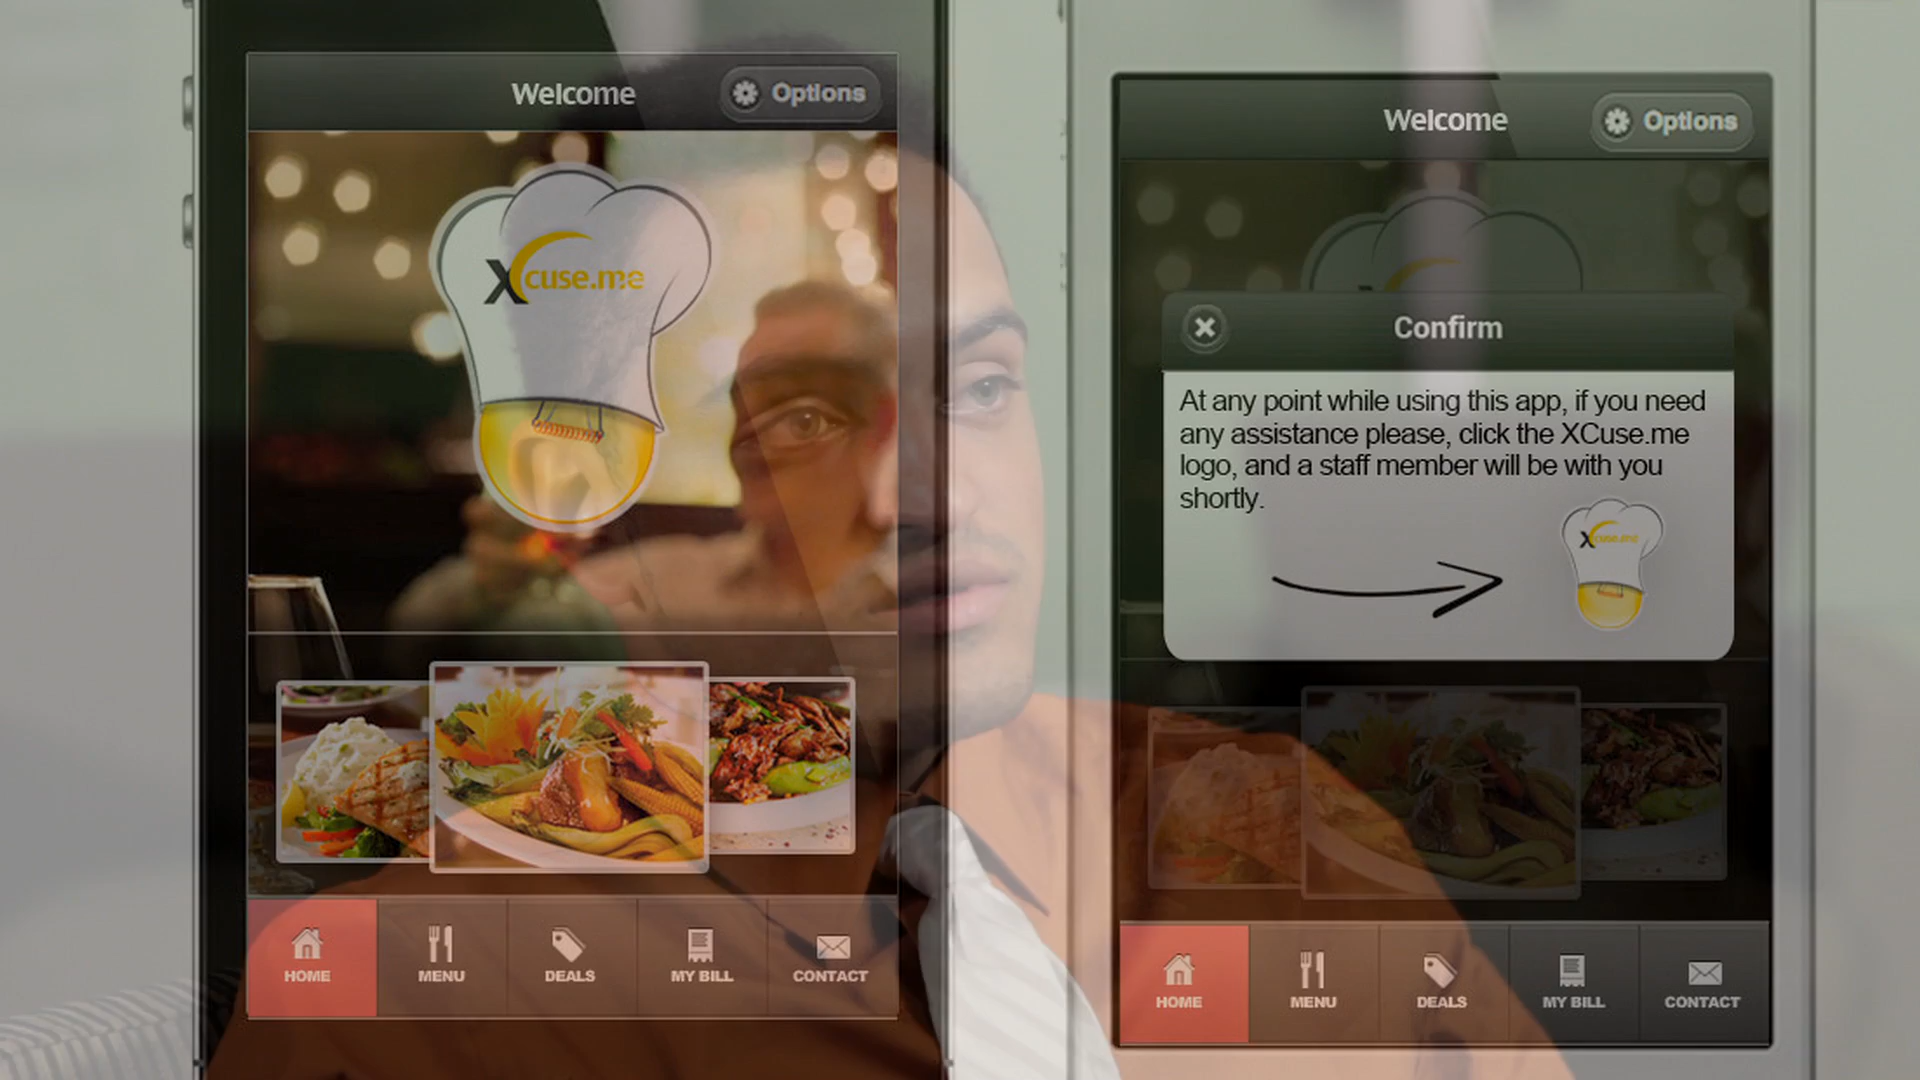 Welcome
Options
Xcuse.me
HOME
MENU
DEALS
MY BILL
CONTACT
Welcome
Options
Confirm
At any point while using this app, if you need
any assistance please, click the XCuse.me
logo, and a staff member will be with you
shortly.
Xcuse.me
HOME
MENU
DEALS
MY BILL
CONTACT